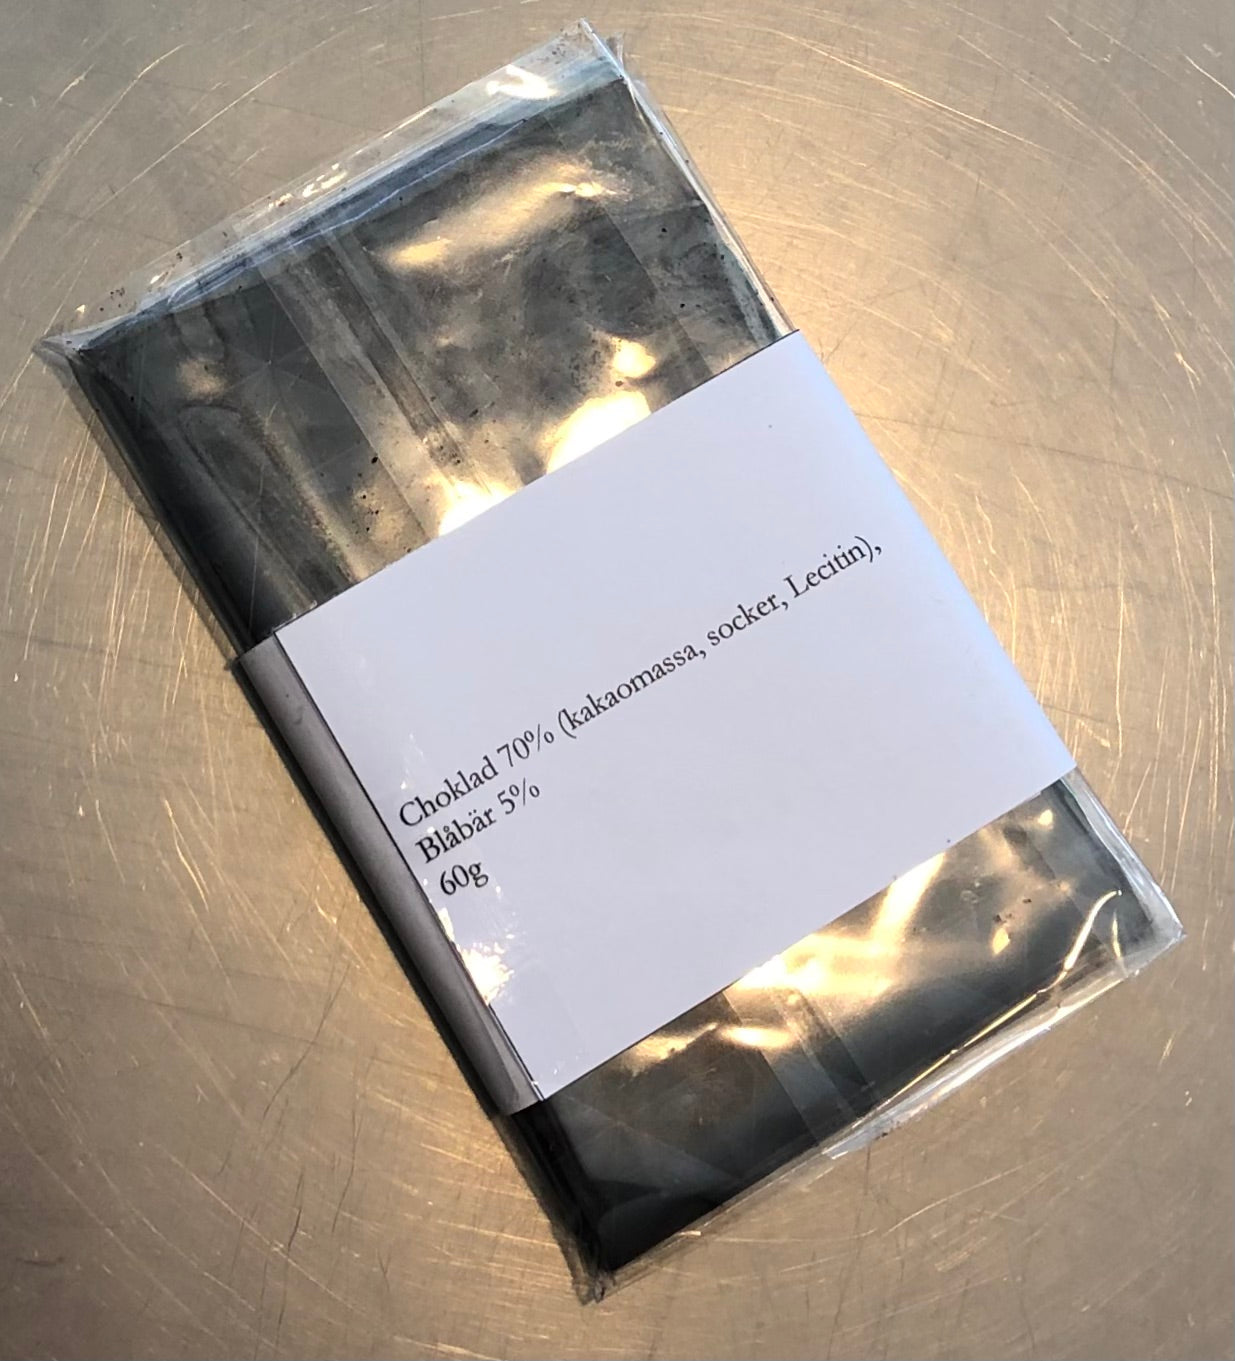 Choklad 70% (kakaomassa, socker, Lecitin),
Blåbär 5%
60g